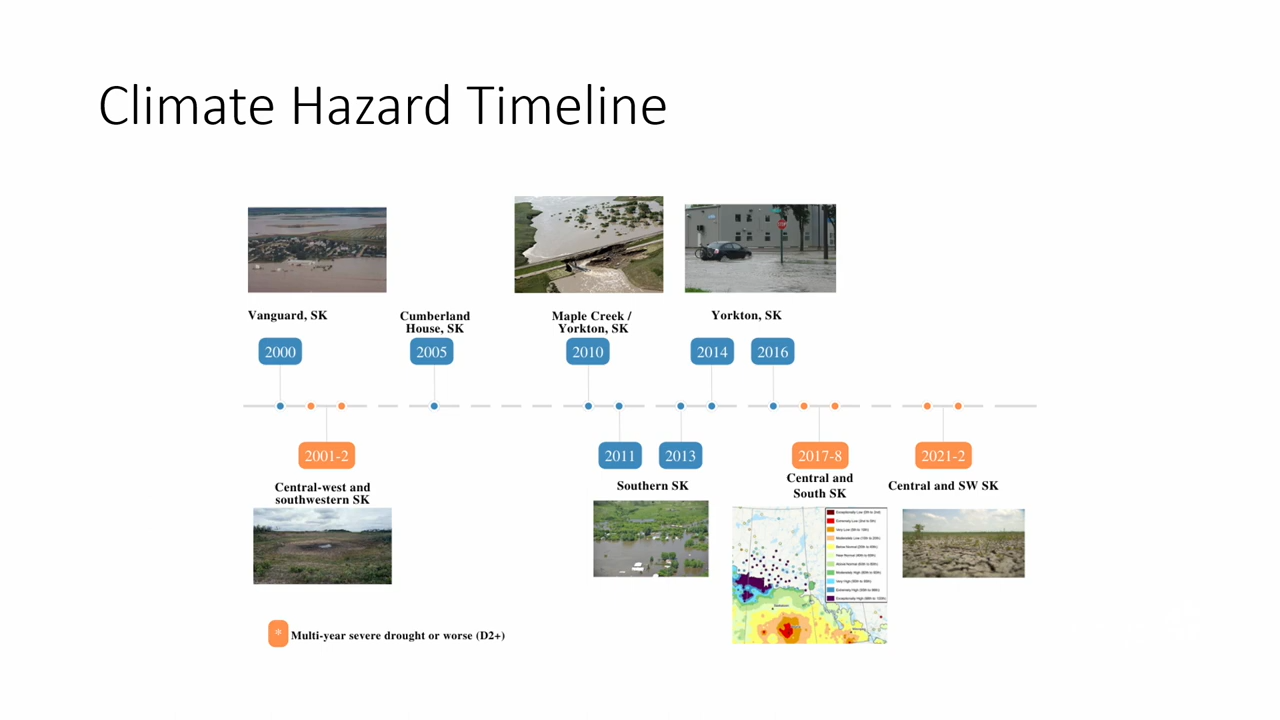 Climate Hazard Timeline
Vanguard, SK
Cumberland
House, SK
Maple Creek /
Yorkton, SK
Yorkton, SK
2000
2005
2010
2014
2016
2001-2
2011
2013
2017-8
2021-2
Central-west and
southwestern SK
Southern SK
Central and
South SK
Central and SW SK
* Multi-year severe drought or worse (D2+)